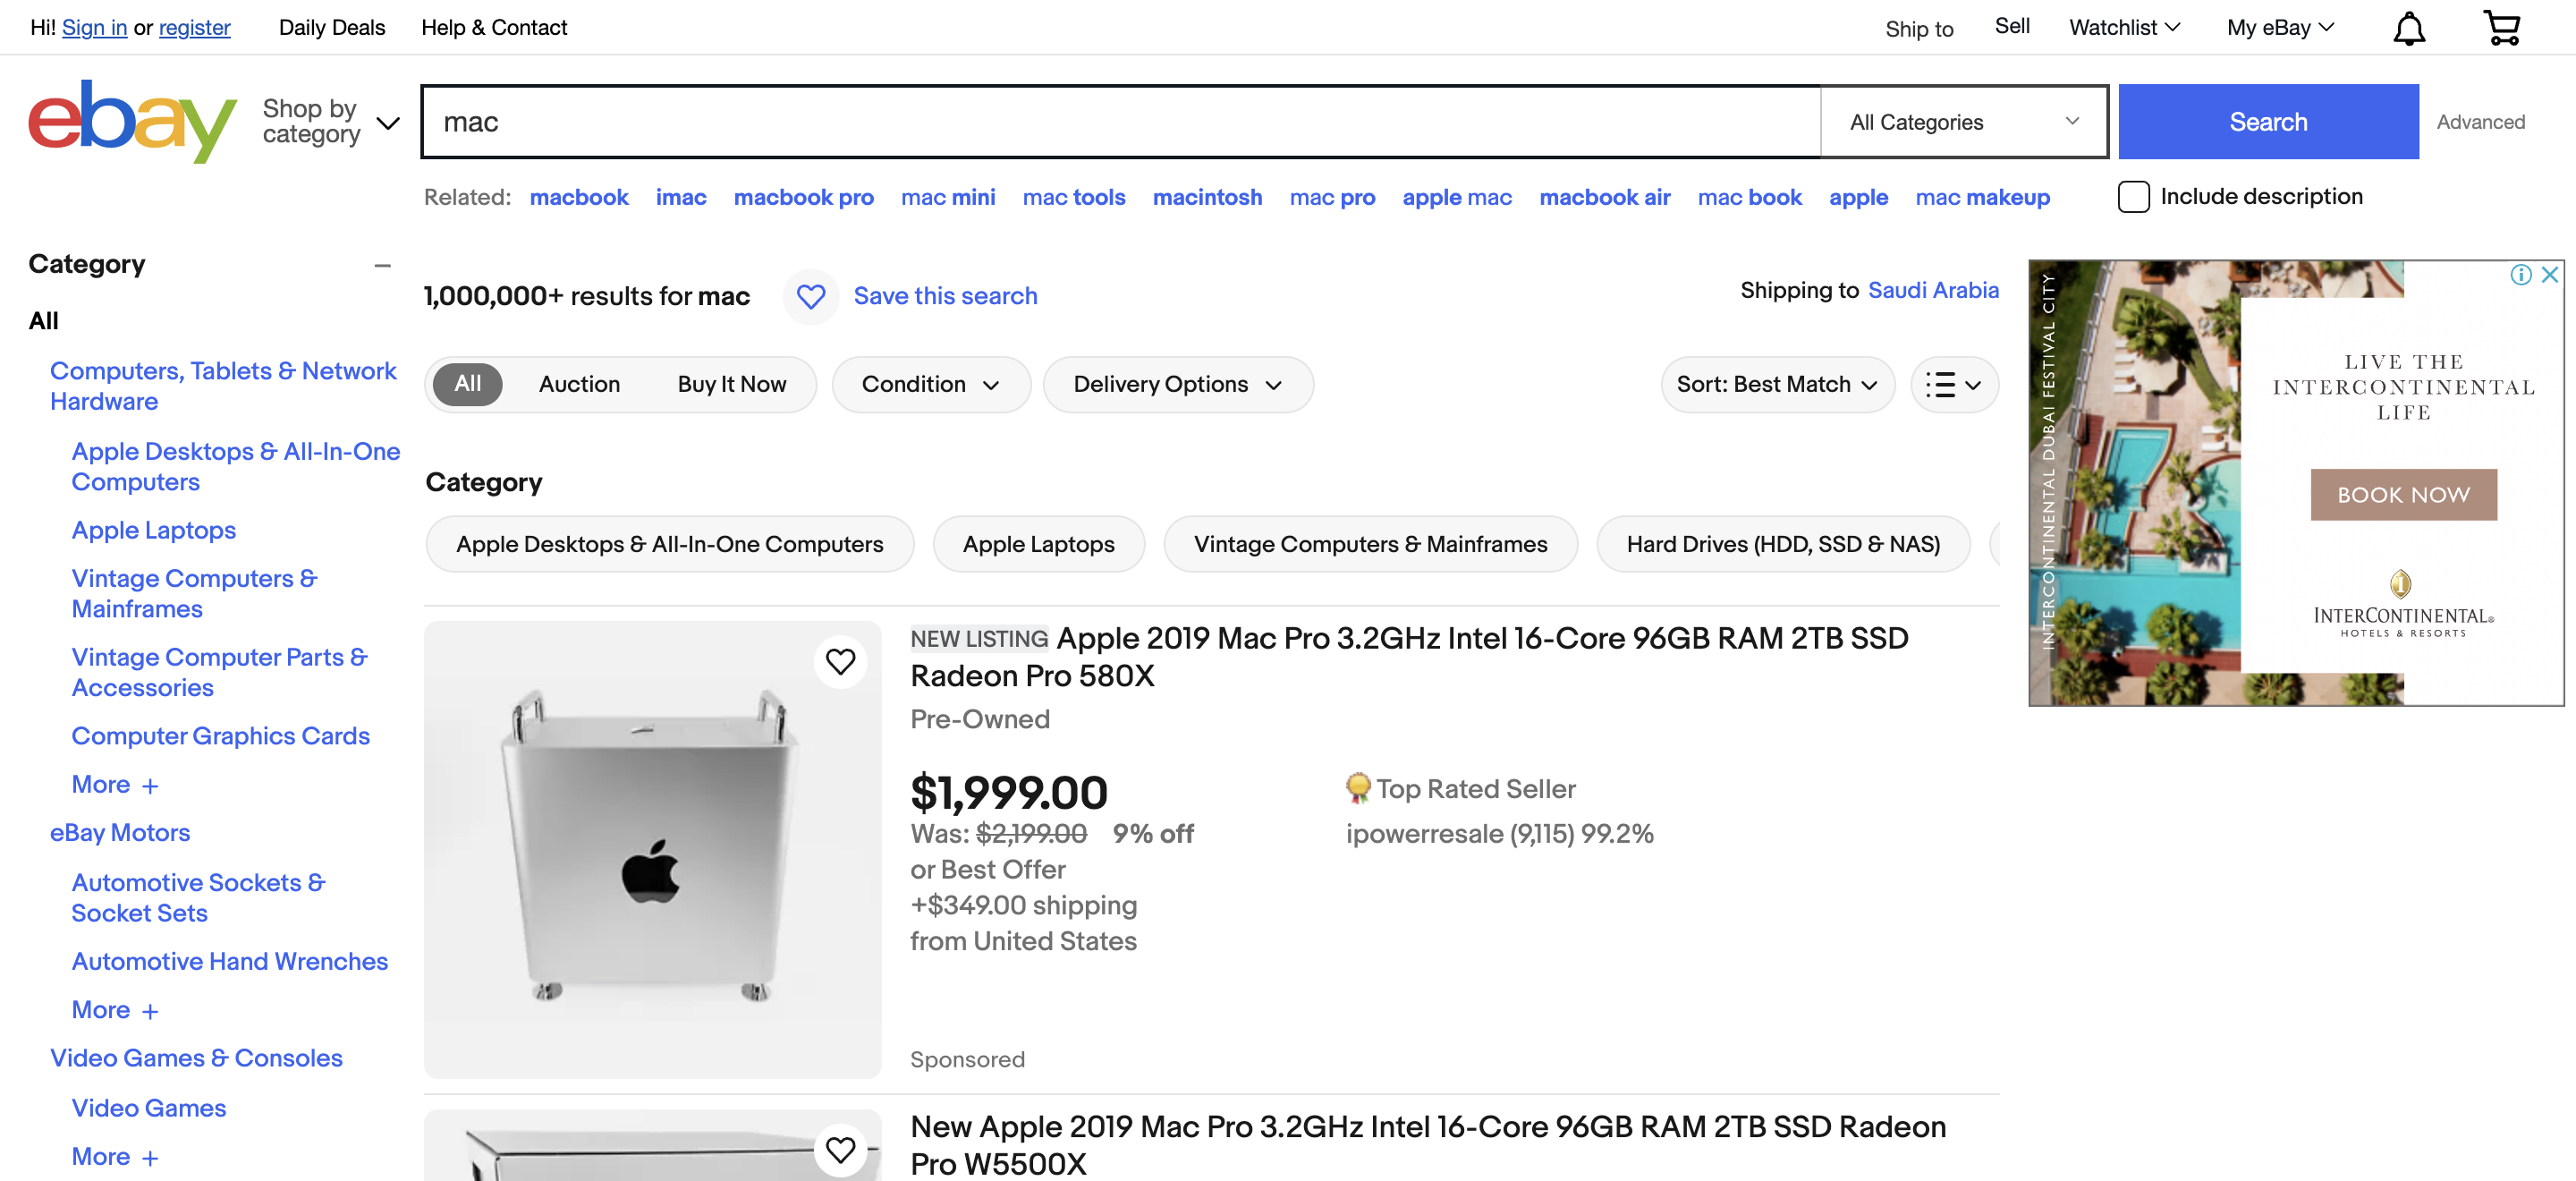 Hi! Sign in or register
Daily Deals
Help & Contact
Ship to
Sell
Watchlist
My eBay
ebay
Shop by
category
mac
All Categories
Search
Advanced
Related: macbook imac macbook pro mac mini mac tools macintosh mac pro apple mac macbook air mac book apple mac makeup
Include description
Category
All
Computers, Tablets & Network
Hardware
Apple Desktops & All-In-One
Computers
Apple Laptops
Vintage Computers &
Mainframes
Vintage Computer Parts &
Accessories
Computer Graphics Cards
More +
eBay Motors
Automotive Sockets &
Socket Sets
Automotive Hand Wrenches
More +
Video Games & Consoles
Video Games
More +
1,000,000+ results for mac
Save this search
Shipping to Saudi Arabia
All
Auction
Buy It Now
Condition
Delivery Options
Sort: Best Match
Category
Apple Desktops & All-In-One Computers
Apple Laptops
Vintage Computers & Mainframes
Hard Drives (HDD, SSD & NAS)
NEW LISTING Apple 2019 Mac Pro 3.2GHz Intel 16-Core 96GB RAM 2TB SSD
Radeon Pro 580X
Pre-Owned
$1,999.00
Was: $2,199.00 9% off
or Best Offer
+$349.00 shipping
from United States
Top Rated Seller
ipowerresale (9,115) 99.2%
Sponsored
New Apple 2019 Mac Pro 3.2GHz Intel 16-Core 96GB RAM 2TB SSD Radeon
Pro W5500X
INTERCONTINENTAL DUBAI FESTIVAL CITY
LIVE THE
INTERCONTINENTAL
LIFE
BOOK NOW
INTERCONTINENTAL®
HOTELS & RESORTS